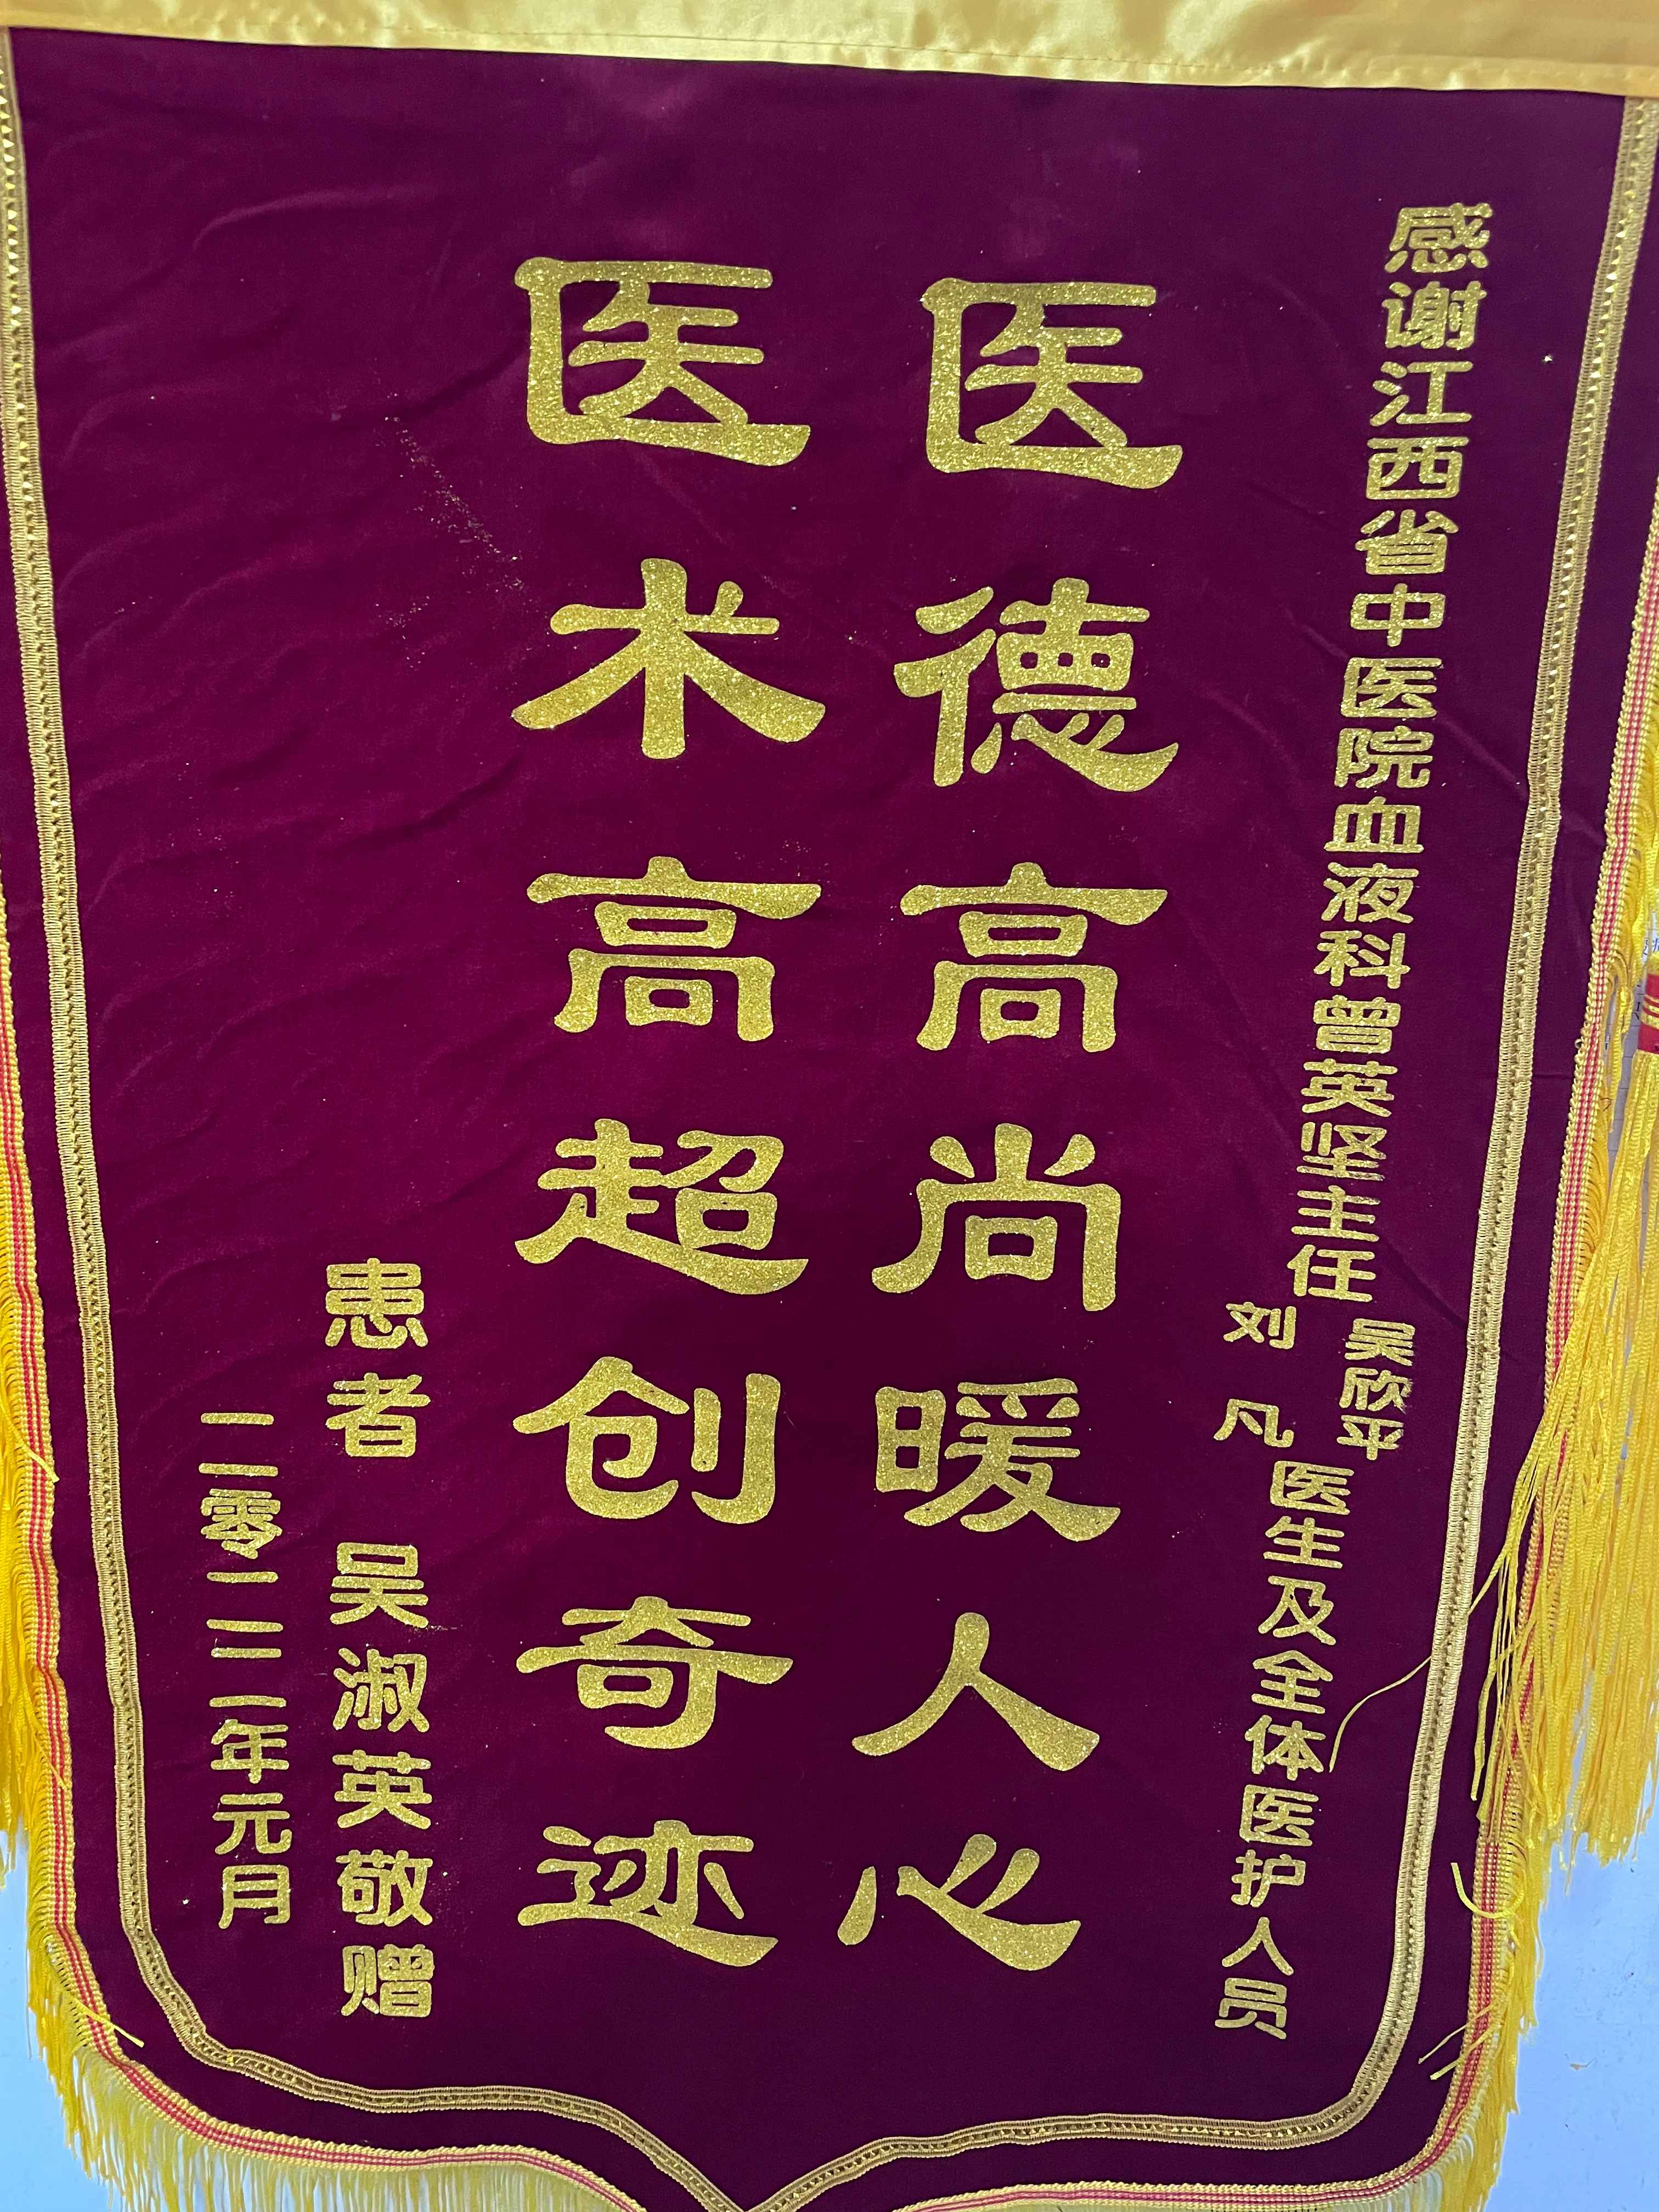 感谢江西省中医院血液科曾英坚主任吴欣平
刘凡医生及全体医护人员
医德高尚暖人心
医术高超创奇迹
患者 吴淑英敬赠
二零二二年元月